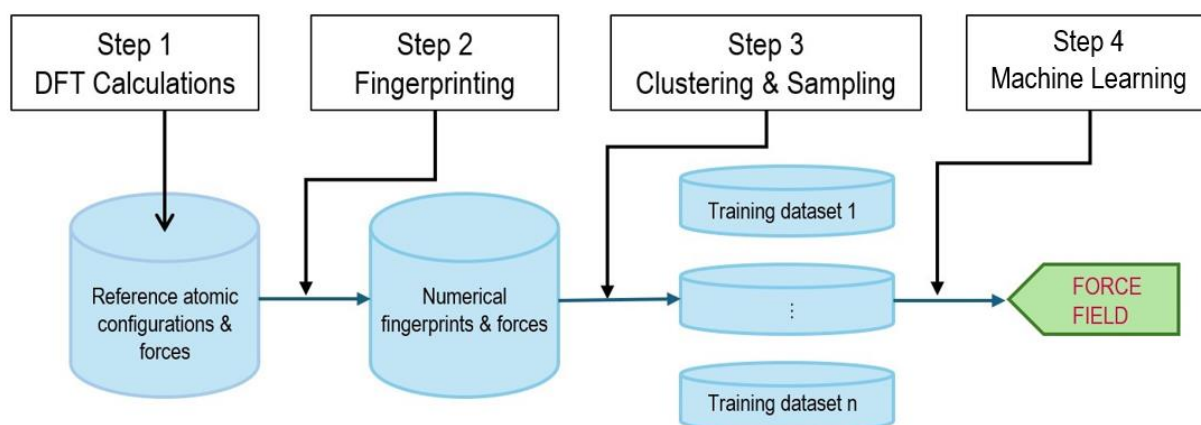 Step 1
DFT Calculations
Step 2
Fingerprinting
Step 3
Clustering & Sampling
Step 4
Machine Learning
Reference atomic
configurations &
forces
Numerical
fingerprints & forces
Training dataset 1
⋮
Training dataset n
FORCE
FIELD